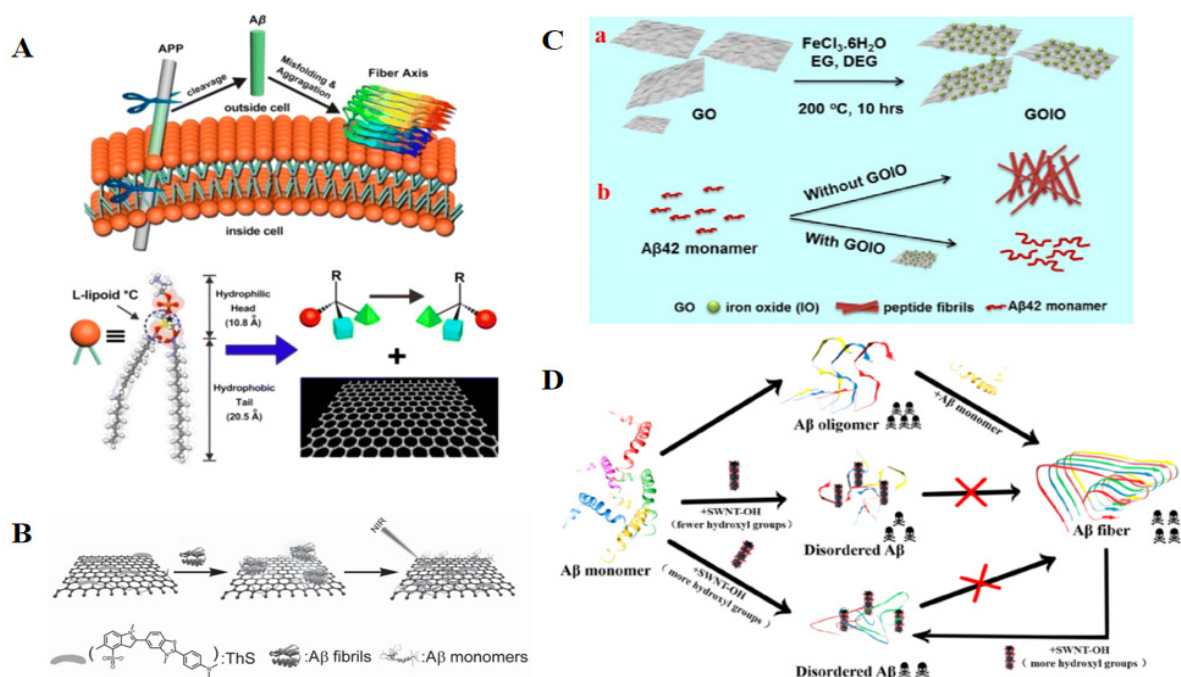 A
APP
cleavage
Aβ
Misfolding &
Aggragation
Fiber Axis
outside cell
inside cell
L-lipoid *C
Hydrophilic
Head
(10.8 Å)
Hydrophobic
Tail
(20.5 Å)
R
R
+
B
NIR
:ThS
:Aβ fibrils
:Aβ monomers
C
a
GO
FeCl3.6H2O
EG, DEG
200 °C, 10 hrs
GOIO
b
Aβ42 monomer
Without GOIO
With GOIO
GO
iron oxide (IO)
peptide fibrils
Aβ42 monomer
D
Aβ monomer
Aβ oligomer
+Aβ monomer
+SWNT-OH
(fewer hydroxyl groups)
Disordered Aβ
Aβ fiber
+SWNT-OH
(more hydroxyl groups)
Disordered Aβ
+SWNT-OH
(more hydroxyl groups)